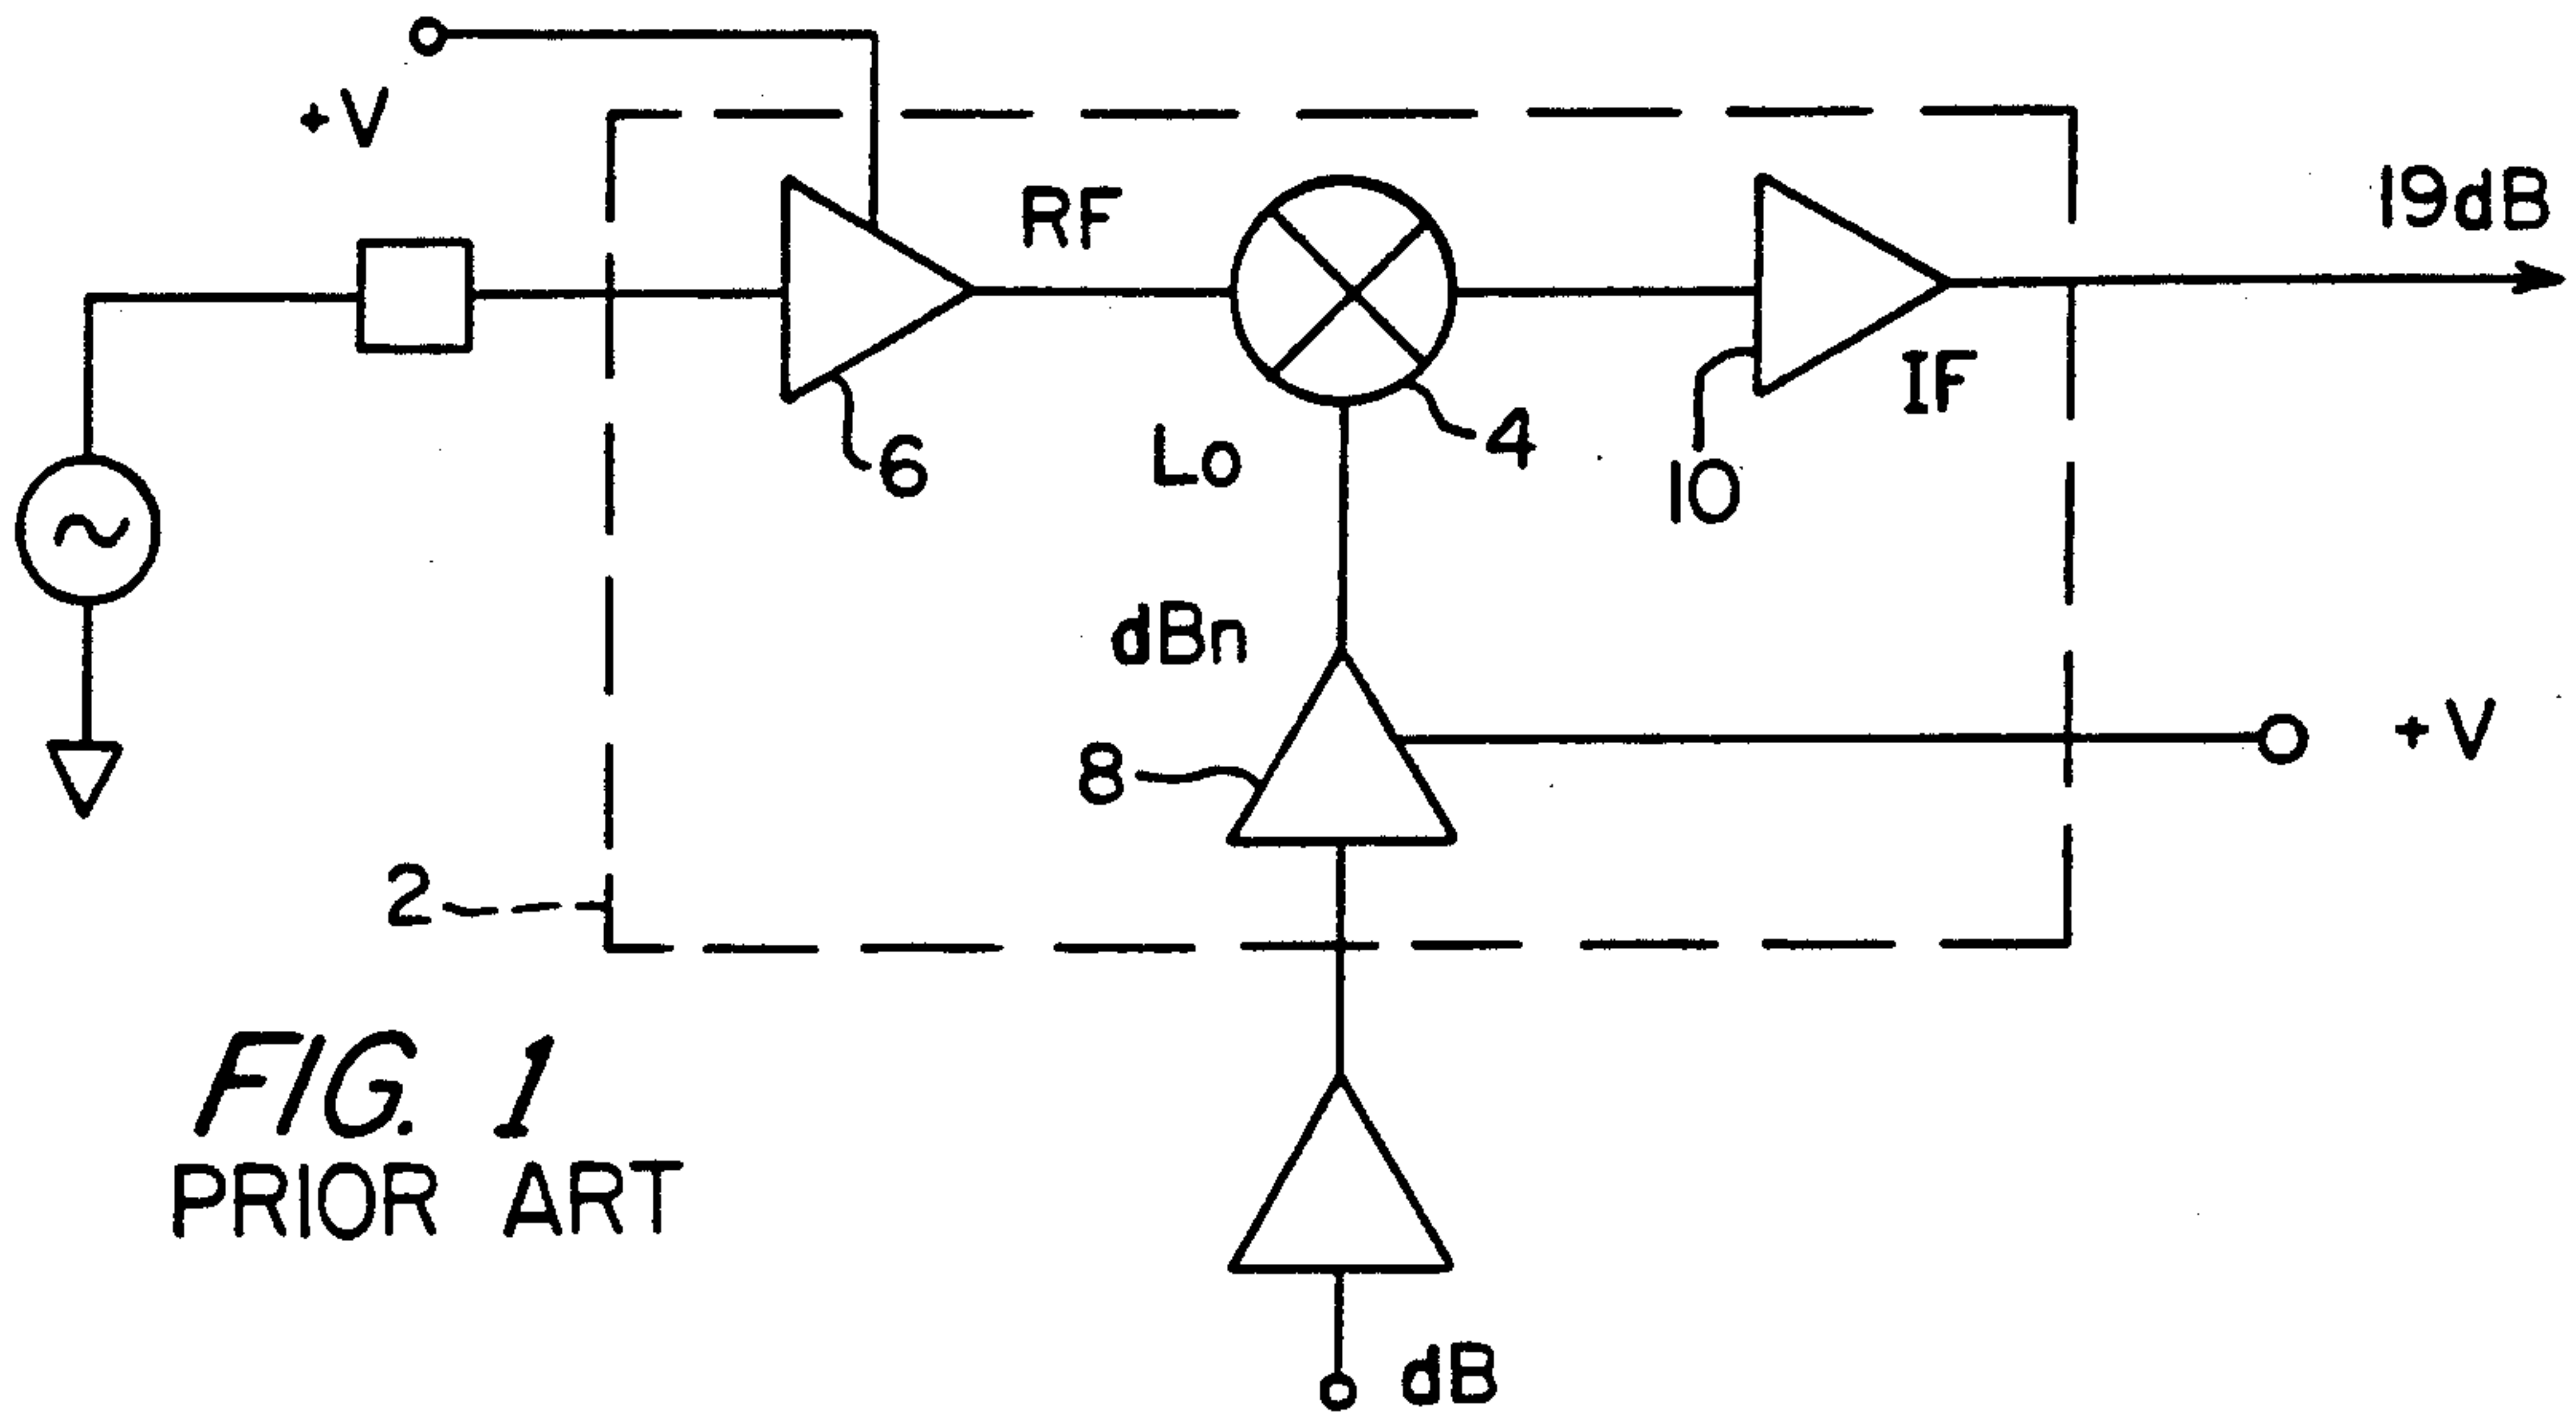 +V
RF
19dB
6
Lo
4
10
IF
dBn
8
+V
2
FIG. 1
PRIOR ART
dB